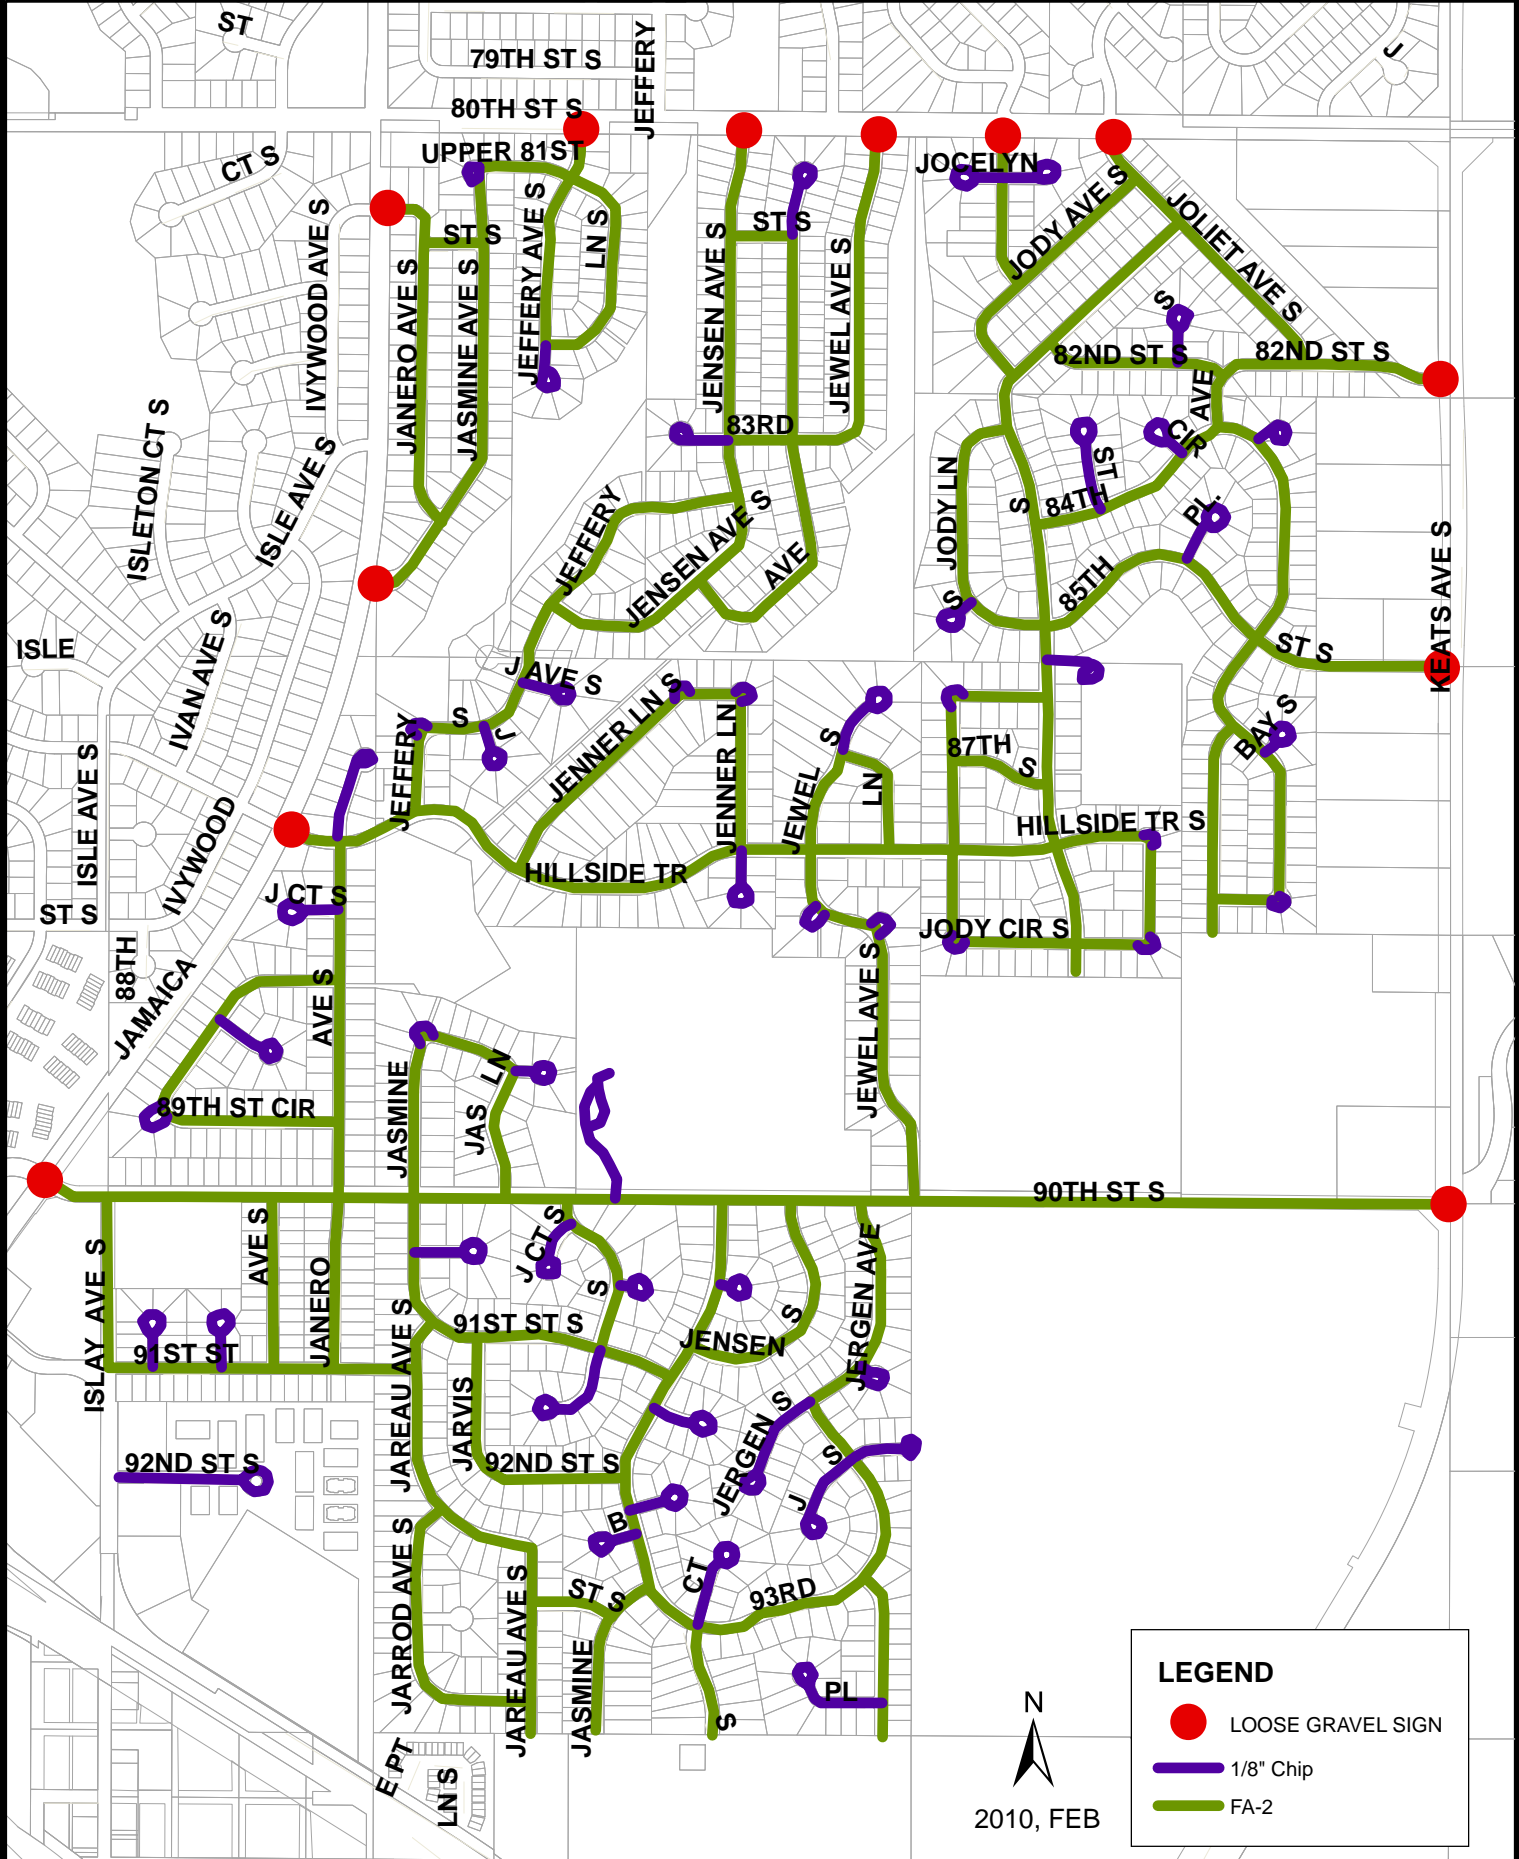 ST
79TH ST S
JEFFERY
J
80TH ST S
UPPER 81ST
CT S
JOCELYN
JODY AVE S
JOLIET AVE S
IVYWOOD AVE S
ST S
JEFFERY AVE S
LN S
ST S
JENSEN AVE S
JEWEL AVE S
JANERO AVE S
JASMINE AVE S
S
82ND ST S
82ND ST S
AVE
ISLETON CT S
ISLE AVE S
83RD
CIR
ST
JODY LN
S
84TH
PL.
JEFFERY
JENSEN AVE S
AVE
85TH
S
ST S
KEATS AVE S
ISLE
IVAN AVE S
J AVE S
S
J
JEFFERY
JENNER LN S
JENNER LN
S
JEWEL
LN
87TH
S
BAY S
ISLE AVE S
IVYWOOD
HILLSIDE TR S
HILLSIDE TR
J CT S
ST S
88TH
JAMAICA
AVE S
JODY CIR S
JEWEL AVE S
JASMINE
LN
JAS
89TH ST CIR
90TH ST S
ISLAY AVE S
AVE S
JANERO
J CT S
S
91ST ST S
JENSEN
S
JERGEN AVE
91ST ST
JAREAU AVE S
JARVIS
92ND ST S
92ND ST S
JERGEN S
S
J
B
CT
93RD
ST S
JARROD AVE S
JAREAU AVE S
JASMINE
S
PL
E PT
LN S
N
2010, FEB
LEGEND
LOOSE GRAVEL SIGN
1/8" Chip
FA-2